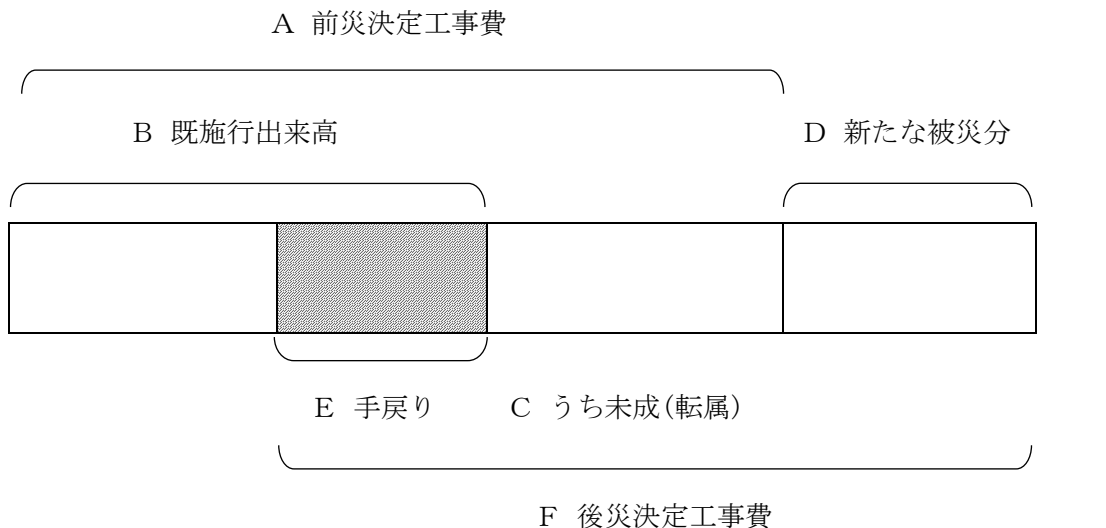 A 前災決定工事費
B 既施行出来高
D 新たな被災分
E 手戻り
C うち未成(転属)
F 後災決定工事費